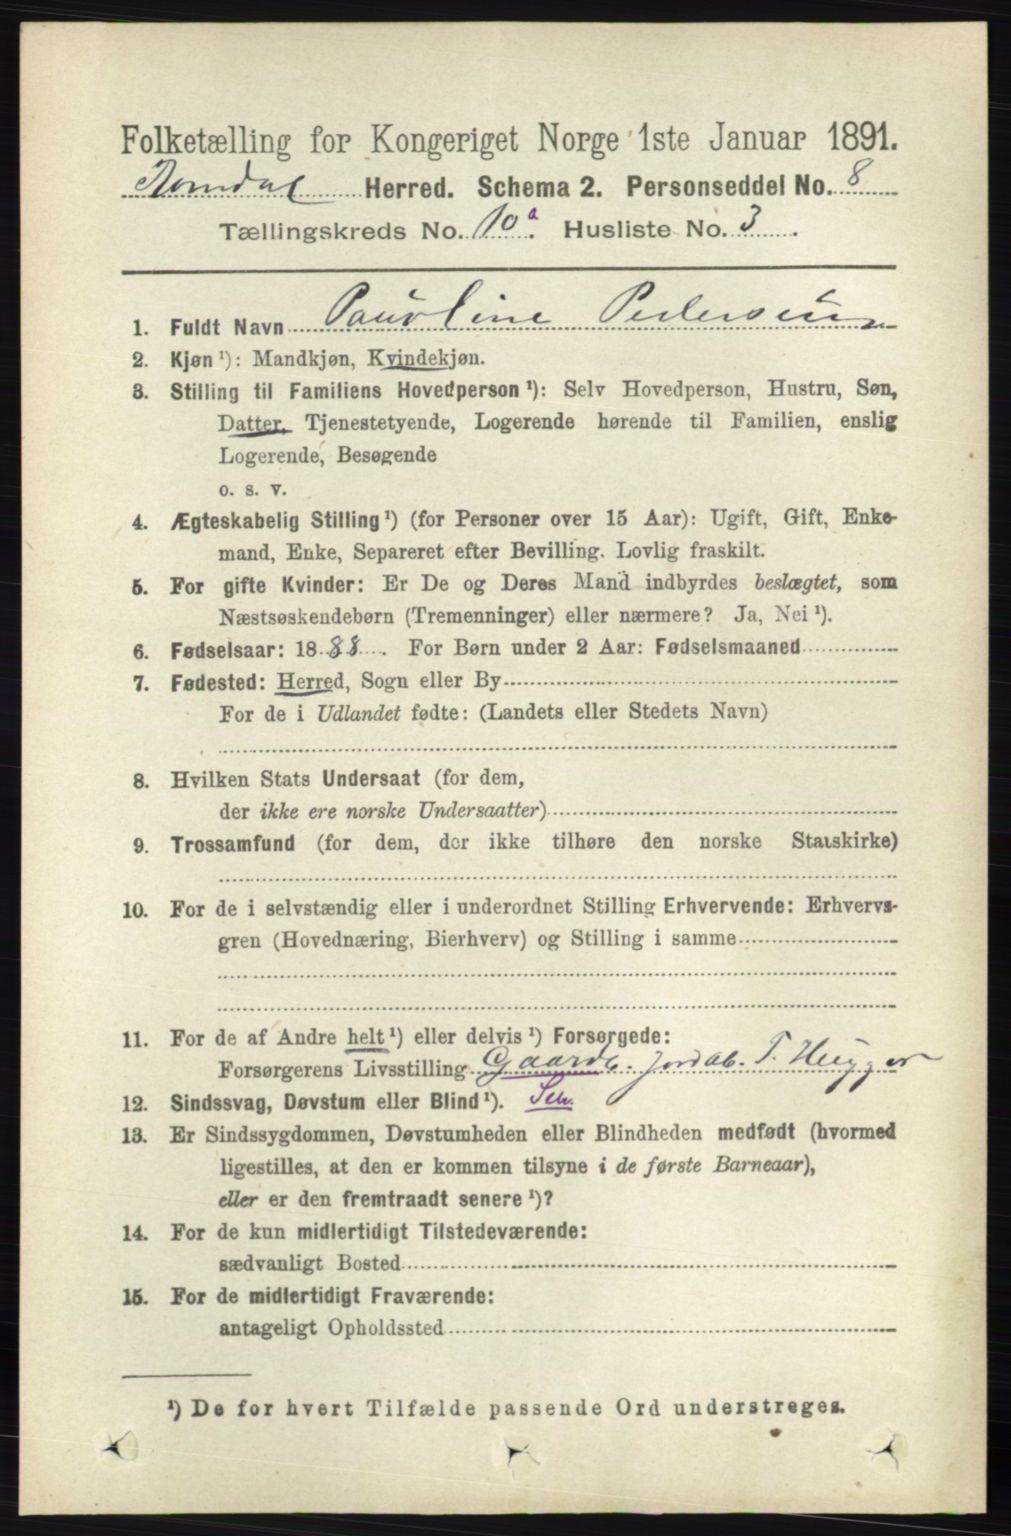 Folketælling for Kongeriget Norge 1ste Januar 1891.
Romdal Herred. Schema 2. Personseddel No. 8
Tællingskreds No. 10a. Husliste No. 3.
1. Fuldt Navn Pauline Pedersen
2. Kjøn ¹): Mandkjøn, Kvindekjøn.
3. Stilling til Familiens Hovedperson ¹): Selv Hovedperson, Hustru, Søn,
Datter, Tjenestetyende, Logerende hørende til Familien, enslig
Logerende, Besøgende
o. s. v.
4. Ægteskabelig Stilling ¹) (for Personer over 15 Aar): Ugift, Gift, Enke-
mand, Enke, Separeret efter Bevilling. Lovlig fraskilt.
5. For gifte Kvinder: Er De og Deres Mand indbyrdes beslægtet, som
Næstsøskendebørn (Tremenninger) eller nærmere? Ja, Nei ¹).
6. Fødselsaar: 1888. For Børn under 2 Aar: Fødselsmaaned
7. Fødested: Herred, Sogn eller By
For de i Udlandet fødte: (Landets eller Stedets Navn)
8. Hvilken Stats Undersaat (for dem,
der ikke ere norske Undersaatter)
9. Trossamfund (for dem, der ikke tilhøre den norske Statskirke)
10. For de i selvstændig eller i underordnet Stilling Erhvervende: Erhvervs-
gren (Hovednæring, Bierhverv) og Stilling i samme
11. For de af Andre helt ¹) eller delvis ¹) Forsørgede:
Forsørgerens Livsstilling Gaardb. Jordab. T. Hugger
12. Sindssvag, Døvstum eller Blind ¹). Selv.
13. Er Sindssygdommen, Døvstumheden eller Blindheden medfødt (hvormed
ligestilles, at den er kommen tilsyne i de første Barneaar),
eller er den fremtraadt senere ¹)?
14. For de kun midlertidigt Tilstedeværende:
sædvanligt Bosted
15. For de midlertidigt Fraværende:
antageligt Opholdssted
¹) De for hvert Tilfælde passende Ord understreges.